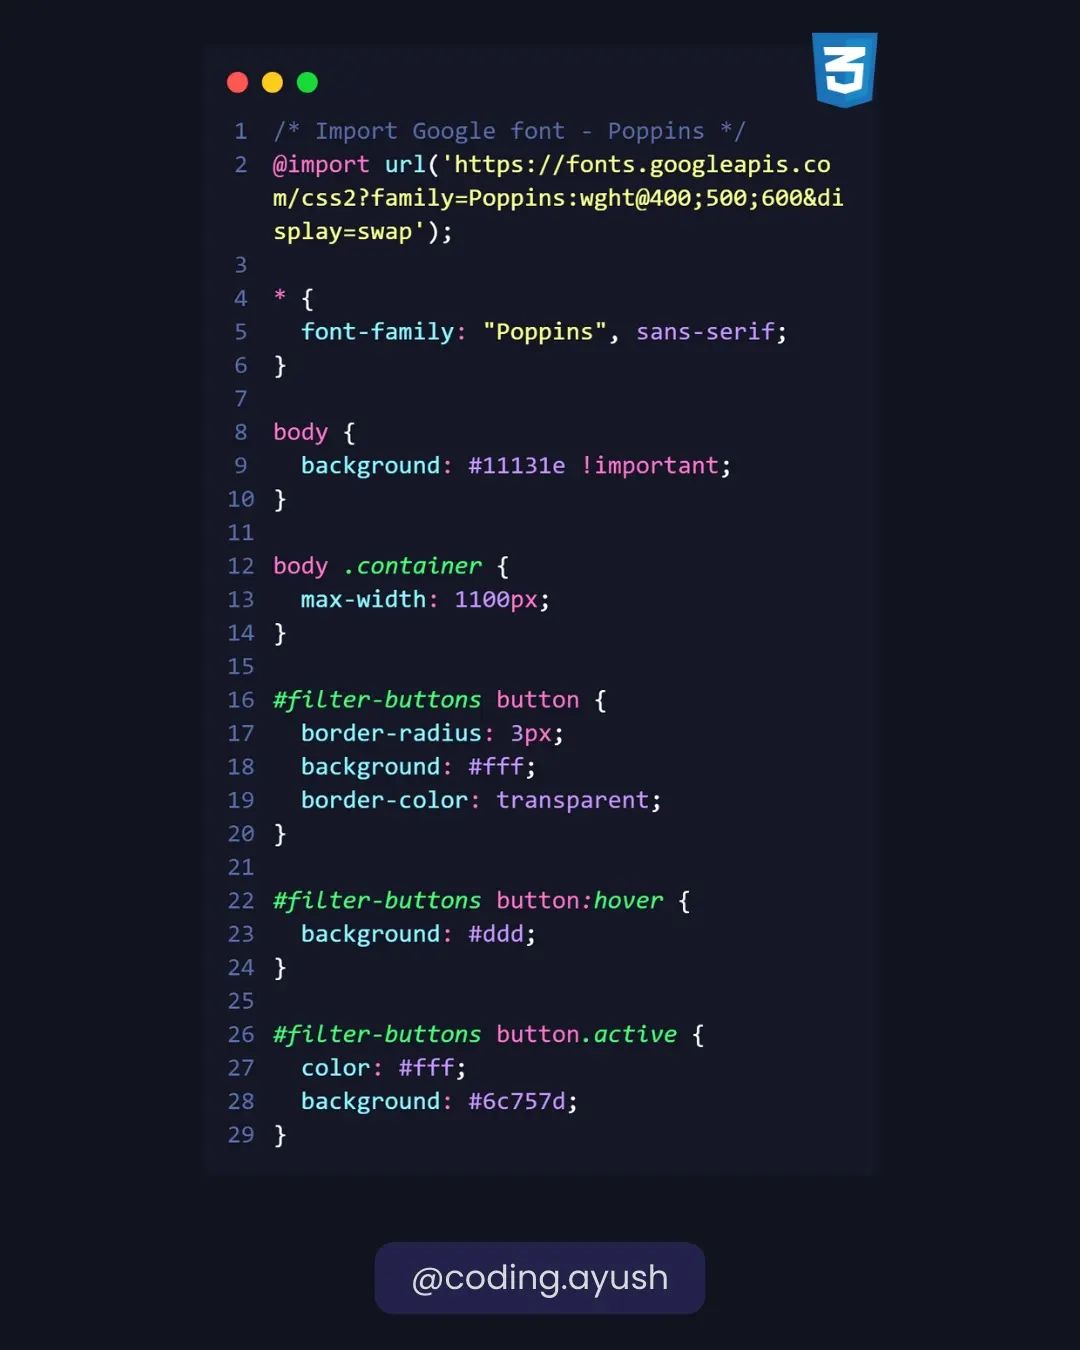 1 /* Import Google font - Poppins */
2 @import url('https://fonts.googleapis.co
m/css2?family=Poppins:wght@400;500;600&di
splay=swap');
3
4 * {
5   font-family: "Poppins", sans-serif;
6 }
7
8 body {
9   background: #11131e !important;
10 }
11
12 body .container {
13   max-width: 1100px;
14 }
15
16 #filter-buttons button {
17   border-radius: 3px;
18   background: #fff;
19   border-color: transparent;
20 }
21
22 #filter-buttons button:hover {
23   background: #ddd;
24 }
25
26 #filter-buttons button.active {
27   color: #fff;
28   background: #6c757d;
29 }
@coding.ayush